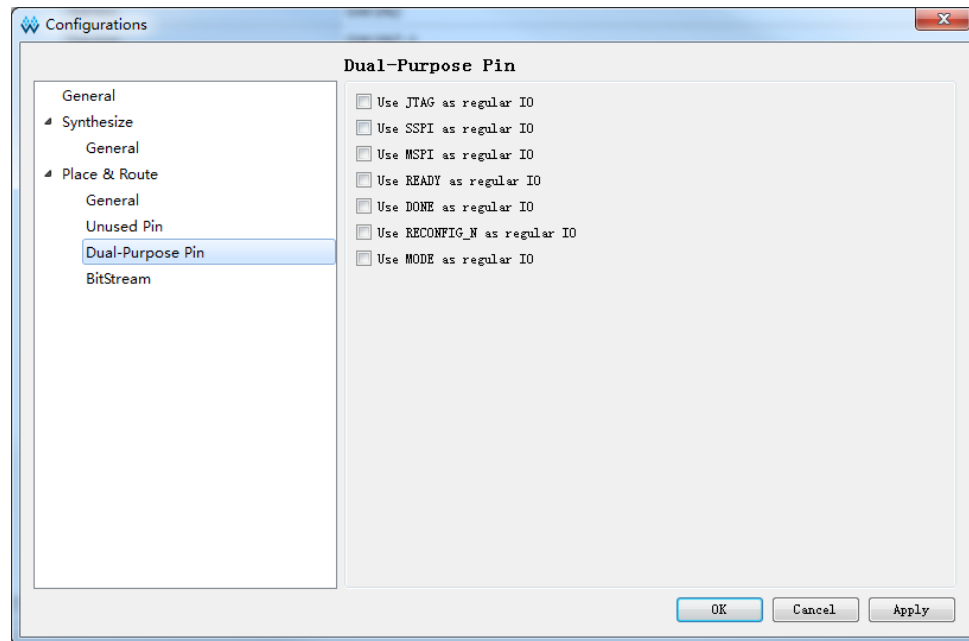 Configurations
Dual-Purpose Pin
General
Synthesize
General
Place & Route
General
Unused Pin
Dual-Purpose Pin
BitStream
Use JTAG as regular IO
Use SSPI as regular IO
Use MSPI as regular IO
Use READY as regular IO
Use DONE as regular IO
Use RECONFIG_N as regular IO
Use MODE as regular IO
OK
Cancel
Apply